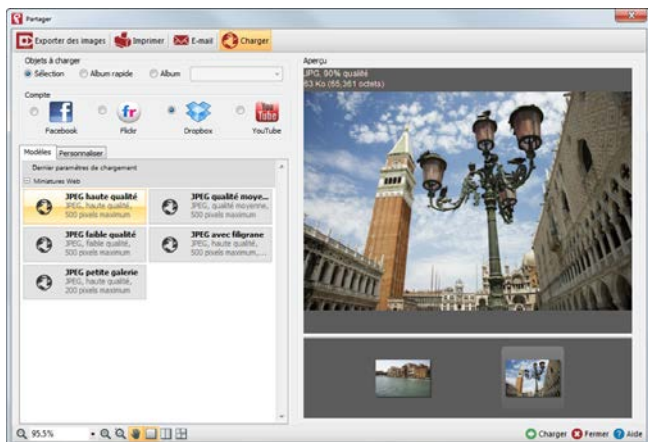 Partager
Exporter des images Imprimer E-mail Charger
Objets à charger
Sélection Album rapide Album
Compte
Facebook Flickr Dropbox YouTube
Modèles Personnaliser
Dernier paramètres de chargement
Miniatures Web
JPEG haute qualité
JPEG, haute qualité,
500 pixels maximum
JPEG qualité moye...
JPEG, qualité moyenne,
500 pixels maximum
JPEG faible qualité
JPEG, faible qualité,
500 pixels maximum
JPEG avec filigrane
JPEG, haute qualité,
500 pixels maximum,...
JPEG petite galerie
JPEG, haute qualité,
200 pixels maximum
Aperçu
JPG, 90% qualité
63 Ko (65,361 octets)
95.5%
Charger Fermer Aide